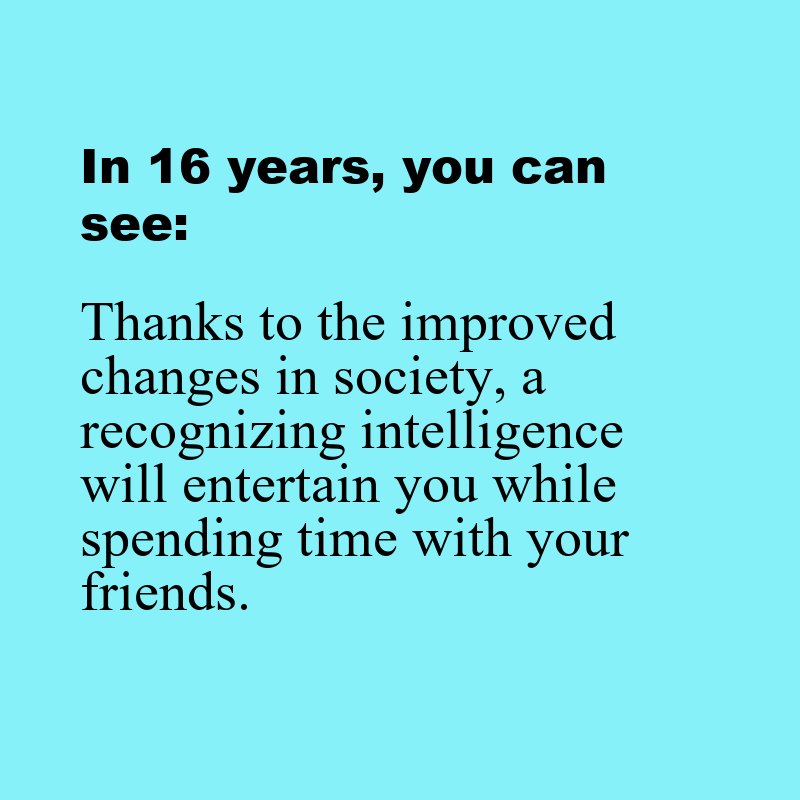 In 16 years, you can
see:
Thanks to the improved
changes in society, a
recognizing intelligence
will entertain you while
spending time with your
friends.